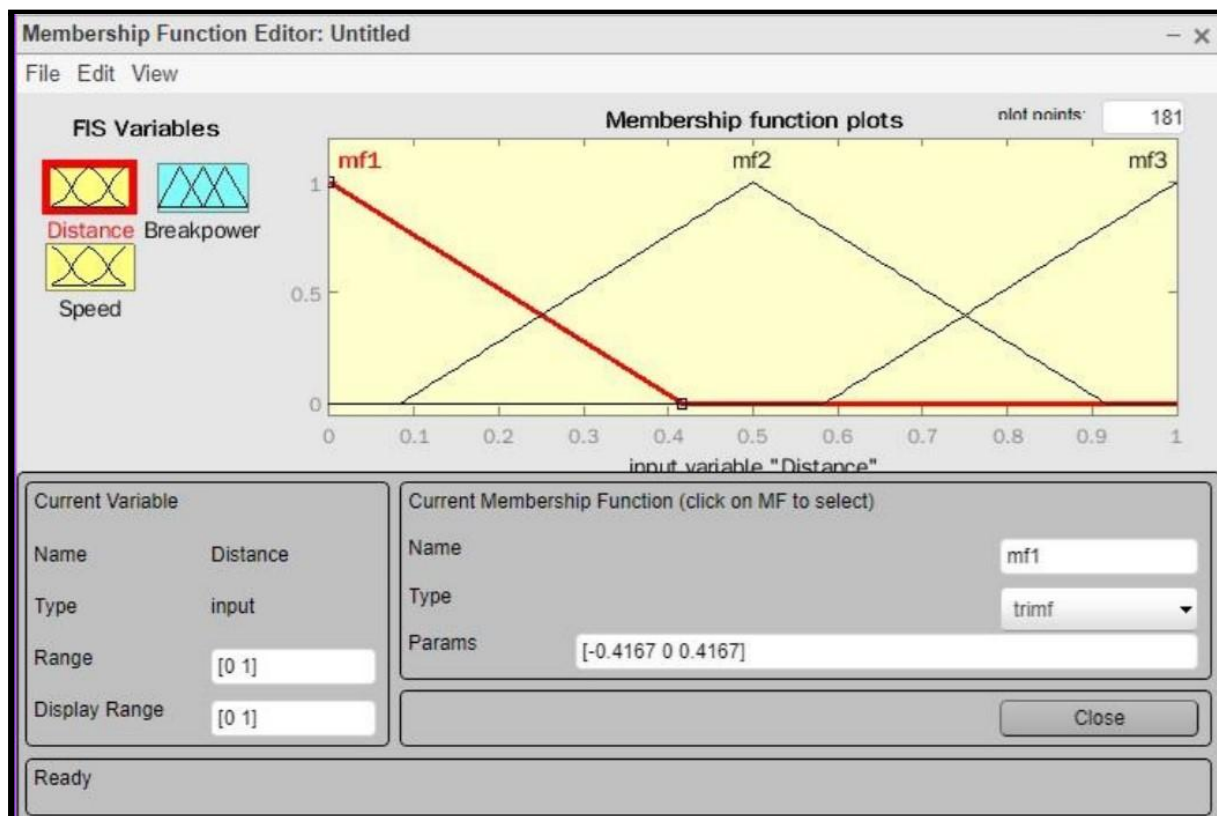 Membership Function Editor: Untitled
File Edit View
FIS Variables
Distance Breakpower
Speed
Membership function plots
plot points: 181
mf1 mf2 mf3
1
0.5
0
0 0.1 0.2 0.3 0.4 0.5 0.6 0.7 0.8 0.9 1
input variable "Distance"
Current Variable
Name Distance
Type input
Range [0 1]
Display Range [0 1]
Current Membership Function (click on MF to select)
Name mf1
Type trimf
Params [-0.4167 0 0.4167]
Close
Ready